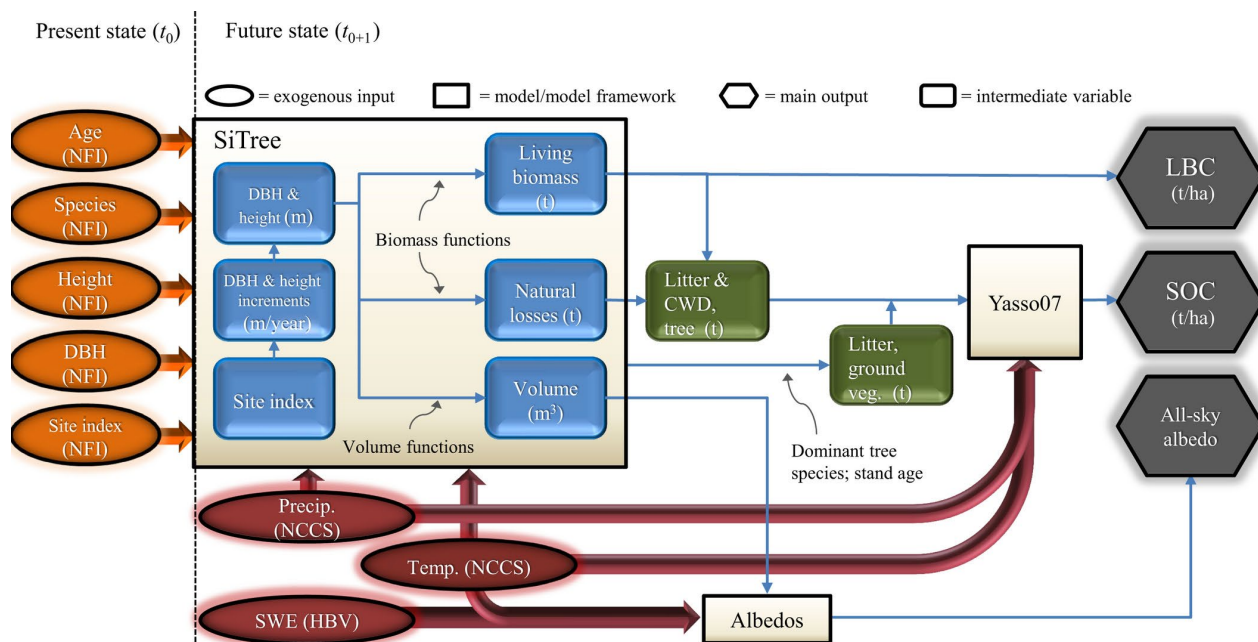 Present state (t₀)
Future state (t₀₊₁)
= exogenous input
= model/model framework
= main output
= intermediate variable
Age
(NFI)
Species
(NFI)
Height
(NFI)
DBH
(NFI)
Site index
(NFI)
SiTree
DBH &
height (m)
DBH & height
increments
(m/year)
Site index
Biomass functions
Volume functions
Living
biomass
(t)
Natural
losses (t)
Volume
(m³)
Litter &
CWD,
tree (t)
Litter,
ground
veg. (t)
Dominant tree
species; stand age
Yasso07
LBC
(t/ha)
SOC
(t/ha)
All-sky
albedo
Precip.
(NCCS)
Temp. (NCCS)
SWE (HBV)
Albedos